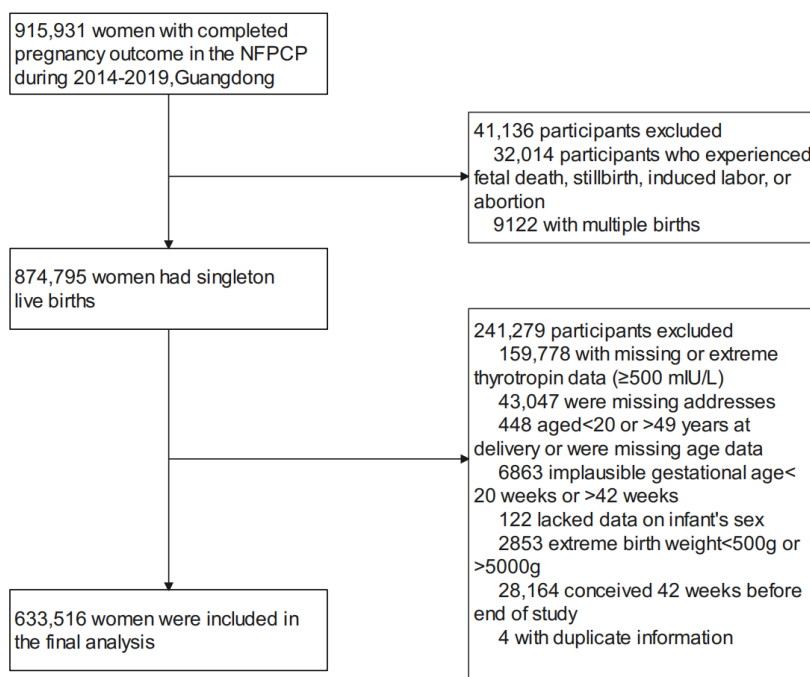 915,931 women with completed
pregnancy outcome in the NFPCP
during 2014-2019,Guangdong
41,136 participants excluded
32,014 participants who experienced
fetal death, stillbirth, induced labor, or
abortion
9122 with multiple births
874,795 women had singleton
live births
241,279 participants excluded
159,778 with missing or extreme
thyrotropin data (≥500 mIU/L)
43,047 were missing addresses
448 aged<20 or >49 years at
delivery or were missing age data
6863 implausible gestational age<
20 weeks or >42 weeks
122 lacked data on infant's sex
2853 extreme birth weight<500g or
>5000g
28,164 conceived 42 weeks before
end of study
4 with duplicate information
633,516 women were included in
the final analysis